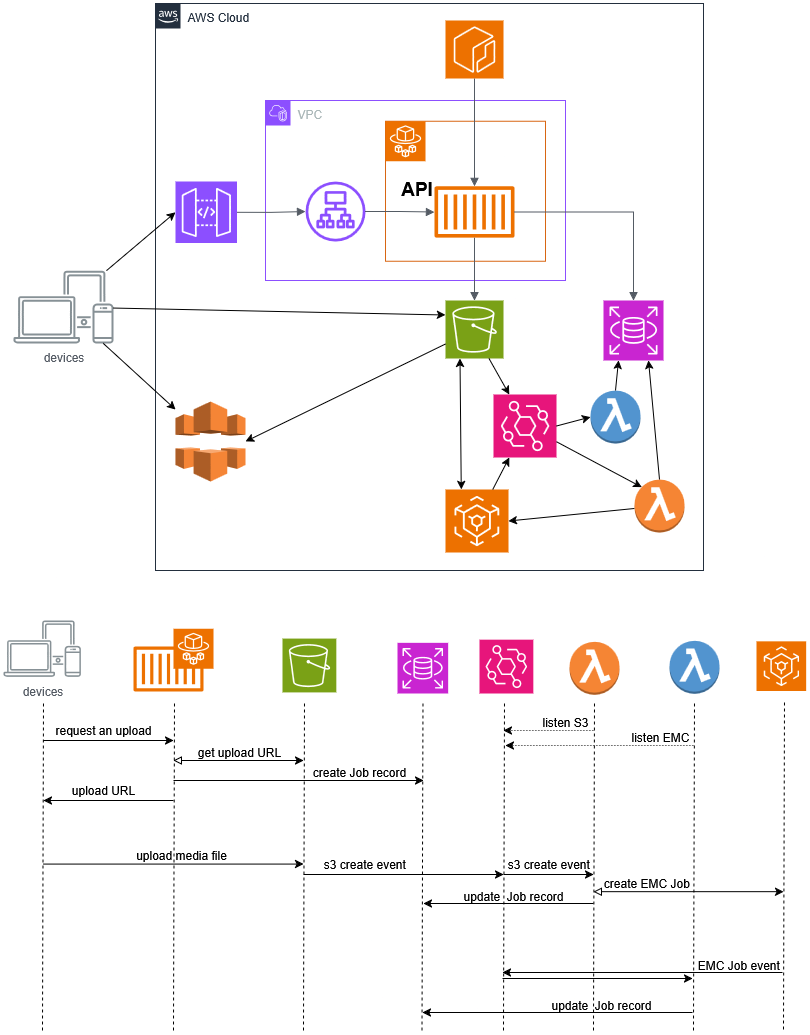 aws
AWS Cloud
VPC
API
devices
devices
request an upload
listen S3
listen EMC
get upload URL
create Job record
upload URL
upload media file
s3 create event
s3 create event
create EMC Job
update Job record
EMC Job event
update Job record